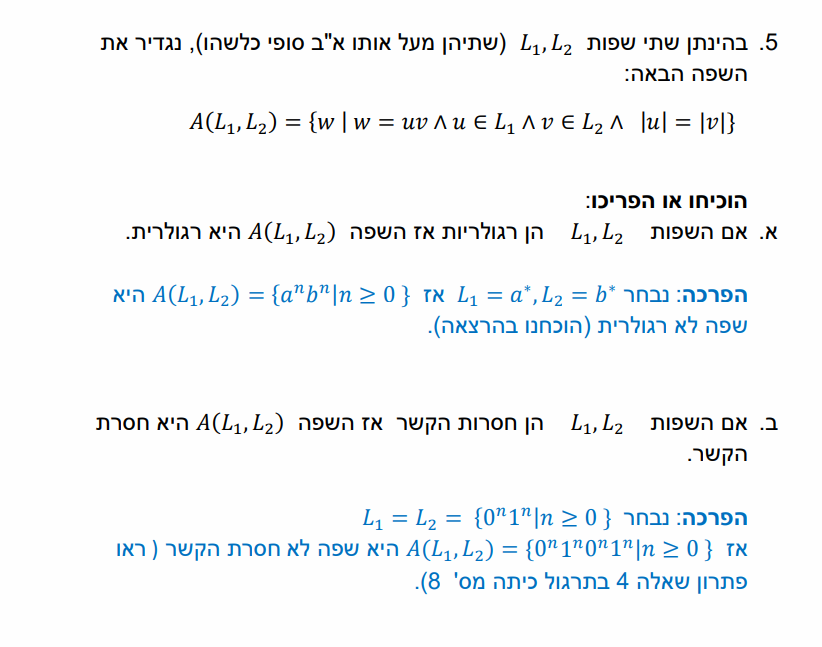 5. בהינתן שתי שפות L₁, L₂ (שתיהן מעל אותו א"ב סופי כלשהו), נגדיר את
השפה הבאה:
A(L₁, L₂) = {w | w = uv ∧ u ∈ L₁ ∧ v ∈ L₂ ∧ |u| = |v|}
הוכיחו או הפריכו:
א. אם השפות L₁, L₂ הן רגולריות אז השפה A(L₁, L₂) היא רגולרית.
הפרכה: נבחר L₁ = a*, L₂ = b* אז A(L₁, L₂) = {aⁿbⁿ|n ≥ 0 } היא
שפה לא רגולרית (הוכחנו בהרצאה).
ב. אם השפות L₁, L₂ הן חסרות הקשר אז השפה A(L₁, L₂) היא חסרת
הקשר.
הפרכה: נבחר L₁ = L₂ = {0ⁿ1ⁿ|n ≥ 0 }
אז A(L₁, L₂) = {0ⁿ1ⁿ0ⁿ1ⁿ|n ≥ 0 } היא שפה לא חסרת הקשר ( ראו
פתרון שאלה 4 בתרגול כיתה מס' 8).